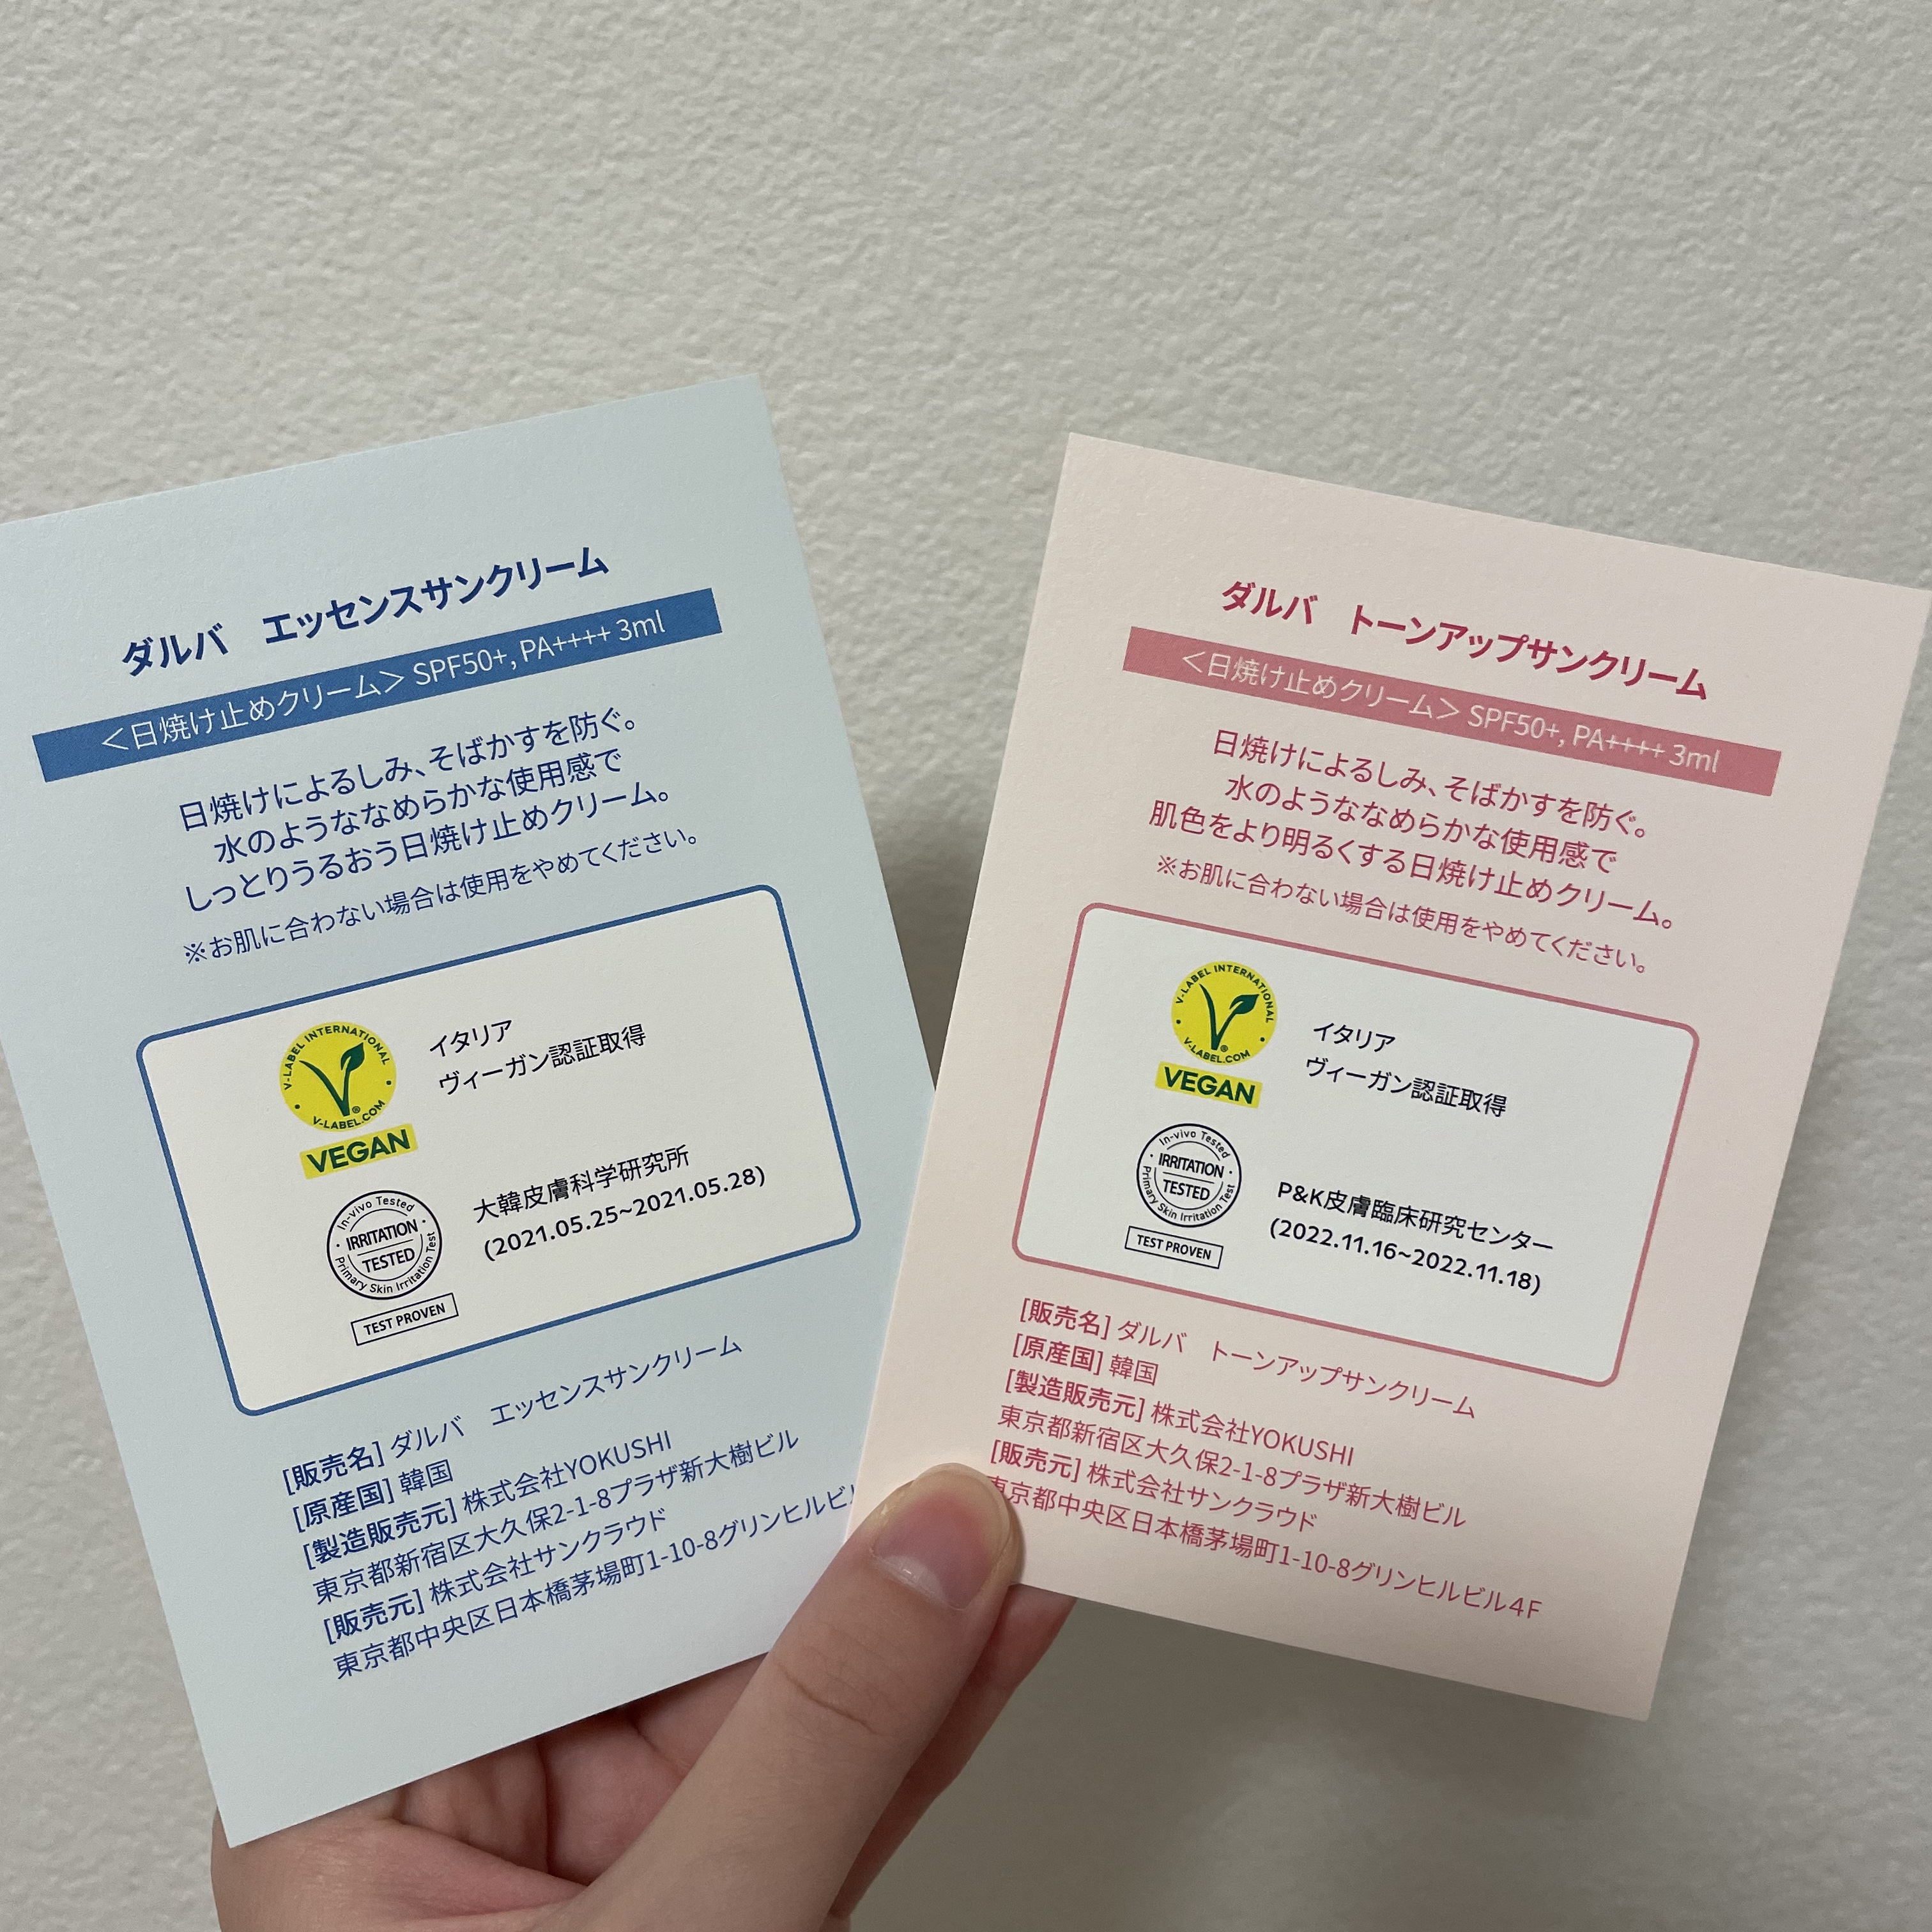 ダルバ　エッセンスサンクリーム
＜日焼け止めクリーム＞ SPF50+, PA++++ 3ml
日焼けによるしみ、そばかすを防ぐ。
水のようななめらかな使用感で
しっとりうるおう日焼け止めクリーム。
※お肌に合わない場合は使用をやめてください。
V-LABEL INTERNATIONAL
V-LABEL.COM
®
VEGAN
イタリア
ヴィーガン認証取得
In-vivo Tested
IRRITATION
TESTED
Primary Skin Irritation Test
TEST PROVEN
大韓皮膚科学研究所
(2021.05.25~2021.05.28)
[販売名] ダルバ　エッセンスサンクリーム
[原産国] 韓国
[製造販売元] 株式会社YOKUSHI
東京都新宿区大久保2-1-8プラザ新大樹ビル
[販売元] 株式会社サンクラウド
東京都中央区日本橋茅場町1-10-8グリンヒルビ
ダルバ　トーンアップサンクリーム
＜日焼け止めクリーム＞ SPF50+, PA++++ 3ml
日焼けによるしみ、そばかすを防ぐ。
水のようななめらかな使用感で
肌色をより明るくする日焼け止めクリーム。
※お肌に合わない場合は使用をやめてください。
V-LABEL INTERNATIONAL
V-LABEL.COM
®
VEGAN
イタリア
ヴィーガン認証取得
In-vivo Tested
IRRITATION
TESTED
Primary Skin Irritation Test
TEST PROVEN
P&K皮膚臨床研究センター
(2022.11.16~2022.11.18)
[販売名] ダルバ　トーンアップサンクリーム
[原産国] 韓国
[製造販売元] 株式会社YOKUSHI
東京都新宿区大久保2-1-8プラザ新大樹ビル
[販売元] 株式会社サンクラウド
東京都中央区日本橋茅場町1-10-8グリンヒルビル4F